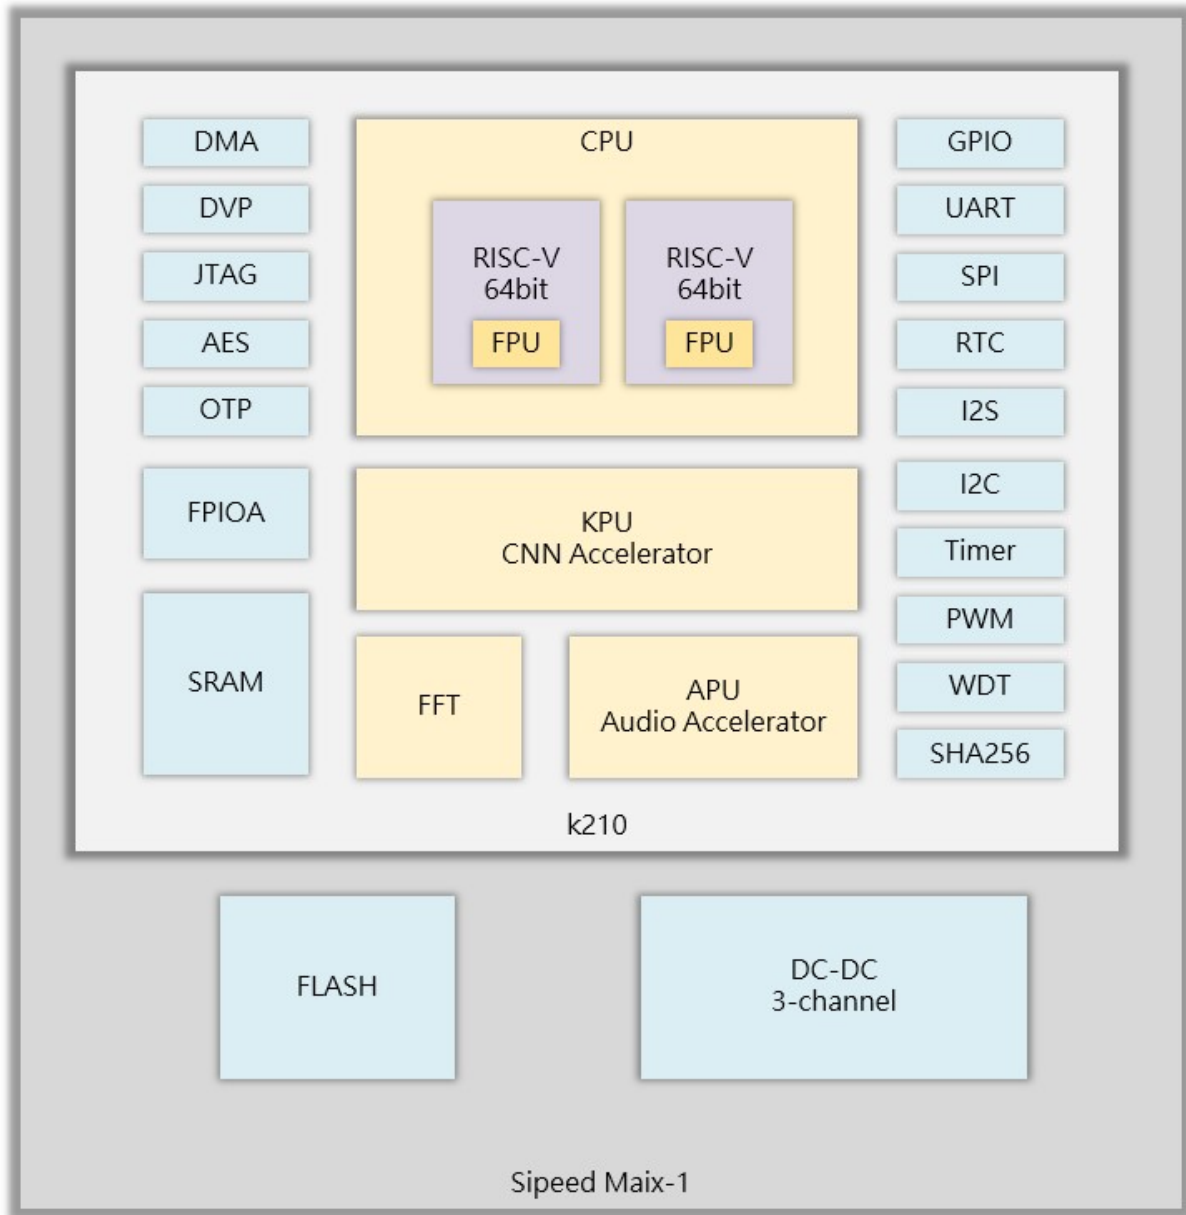 DMA
DVP
JTAG
AES
OTP
FPIOA
SRAM
CPU
RISC-V
64bit
FPU
RISC-V
64bit
FPU
KPU
CNN Accelerator
FFT
APU
Audio Accelerator
GPIO
UART
SPI
RTC
I2S
I2C
Timer
PWM
WDT
SHA256
k210
FLASH
DC-DC
3-channel
Sipeed Maix-1